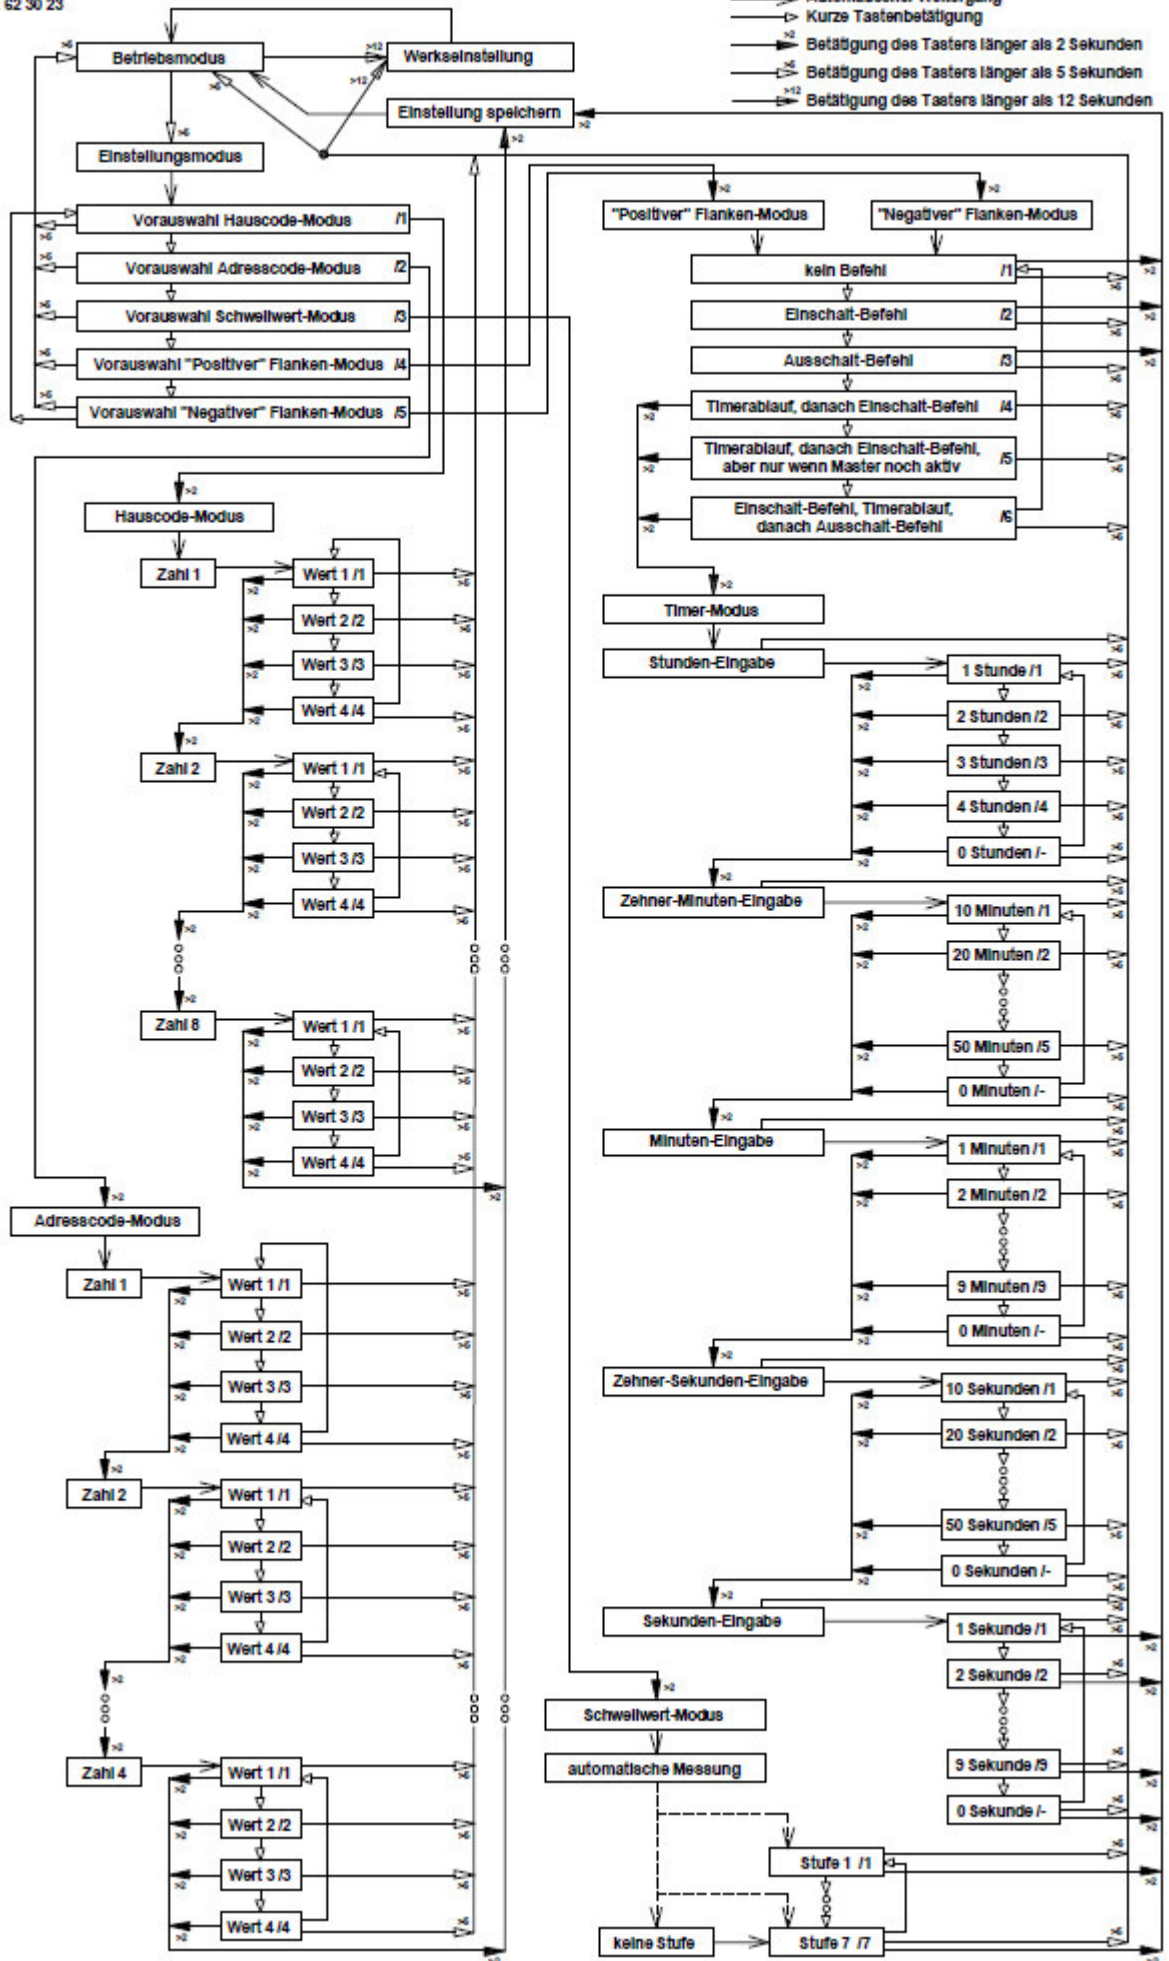 62 30 23
Automatischer Weitergang
Kurze Tastenbetätigung
>2 Betätigung des Tasters länger als 2 Sekunden
>5 Betätigung des Tasters länger als 5 Sekunden
>12 Betätigung des Tasters länger als 12 Sekunden
Betriebsmodus
Werkseinstellung
Einstellung speichern
Einstellungsmodus
Vorauswahl Hauscode-Modus /1
Vorauswahl Adresscode-Modus /2
Vorauswahl Schwellwert-Modus /3
Vorauswahl "Positiver" Flanken-Modus /4
Vorauswahl "Negativer" Flanken-Modus /5
Hauscode-Modus
Zahl 1
Wert 1 /1
Wert 2 /2
Wert 3 /3
Wert 4 /4
Zahl 2
Wert 1 /1
Wert 2 /2
Wert 3 /3
Wert 4 /4
Zahl 8
Wert 1 /1
Wert 2 /2
Wert 3 /3
Wert 4 /4
Adresscode-Modus
Zahl 1
Wert 1 /1
Wert 2 /2
Wert 3 /3
Wert 4 /4
Zahl 2
Wert 1 /1
Wert 2 /2
Wert 3 /3
Wert 4 /4
Zahl 4
Wert 1 /1
Wert 2 /2
Wert 3 /3
Wert 4 /4
"Positiver" Flanken-Modus
"Negativer" Flanken-Modus
kein Befehl /1
Einschalt-Befehl /2
Ausschalt-Befehl /3
Timerablauf, danach Einschalt-Befehl /4
Timerablauf, danach Einschalt-Befehl,
aber nur wenn Master noch aktiv /5
Einschalt-Befehl, Timerablauf,
danach Ausschalt-Befehl /6
Timer-Modus
Stunden-Eingabe
1 Stunde /1
2 Stunden /2
3 Stunden /3
4 Stunden /4
0 Stunden /-
Zehner-Minuten-Eingabe
10 Minuten /1
20 Minuten /2
50 Minuten /5
0 Minuten /-
Minuten-Eingabe
1 Minuten /1
2 Minuten /2
9 Minuten /9
0 Minuten /-
Zehner-Sekunden-Eingabe
10 Sekunden /1
20 Sekunden /2
50 Sekunden /5
0 Sekunden /-
Sekunden-Eingabe
1 Sekunde /1
2 Sekunde /2
9 Sekunde /9
0 Sekunde /-
Schwellwert-Modus
automatische Messung
Stufe 1 /1
keine Stufe
Stufe 7 /7